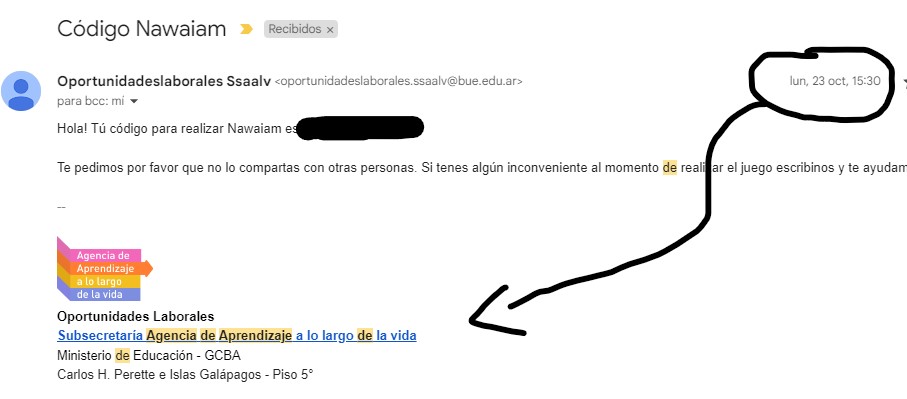 Código Nawaiam Recibidos ×
Oportunidadeslaborales Ssaalv <oportunidadeslaborales.ssaalv@bue.edu.ar> lun, 23 oct, 15:30
para bcc: mí
Hola! Tú código para realizar Nawaiam es
Te pedimos por favor que no lo compartas con otras personas. Si tenes algún inconveniente al momento de realizar el juego escribinos y te ayudam
--
Agencia de
Aprendizaje
a lo largo
de la vida
Oportunidades Laborales
Subsecretaría Agencia de Aprendizaje a lo largo de la vida
Ministerio de Educación - GCBA
Carlos H. Perette e Islas Galápagos - Piso 5°